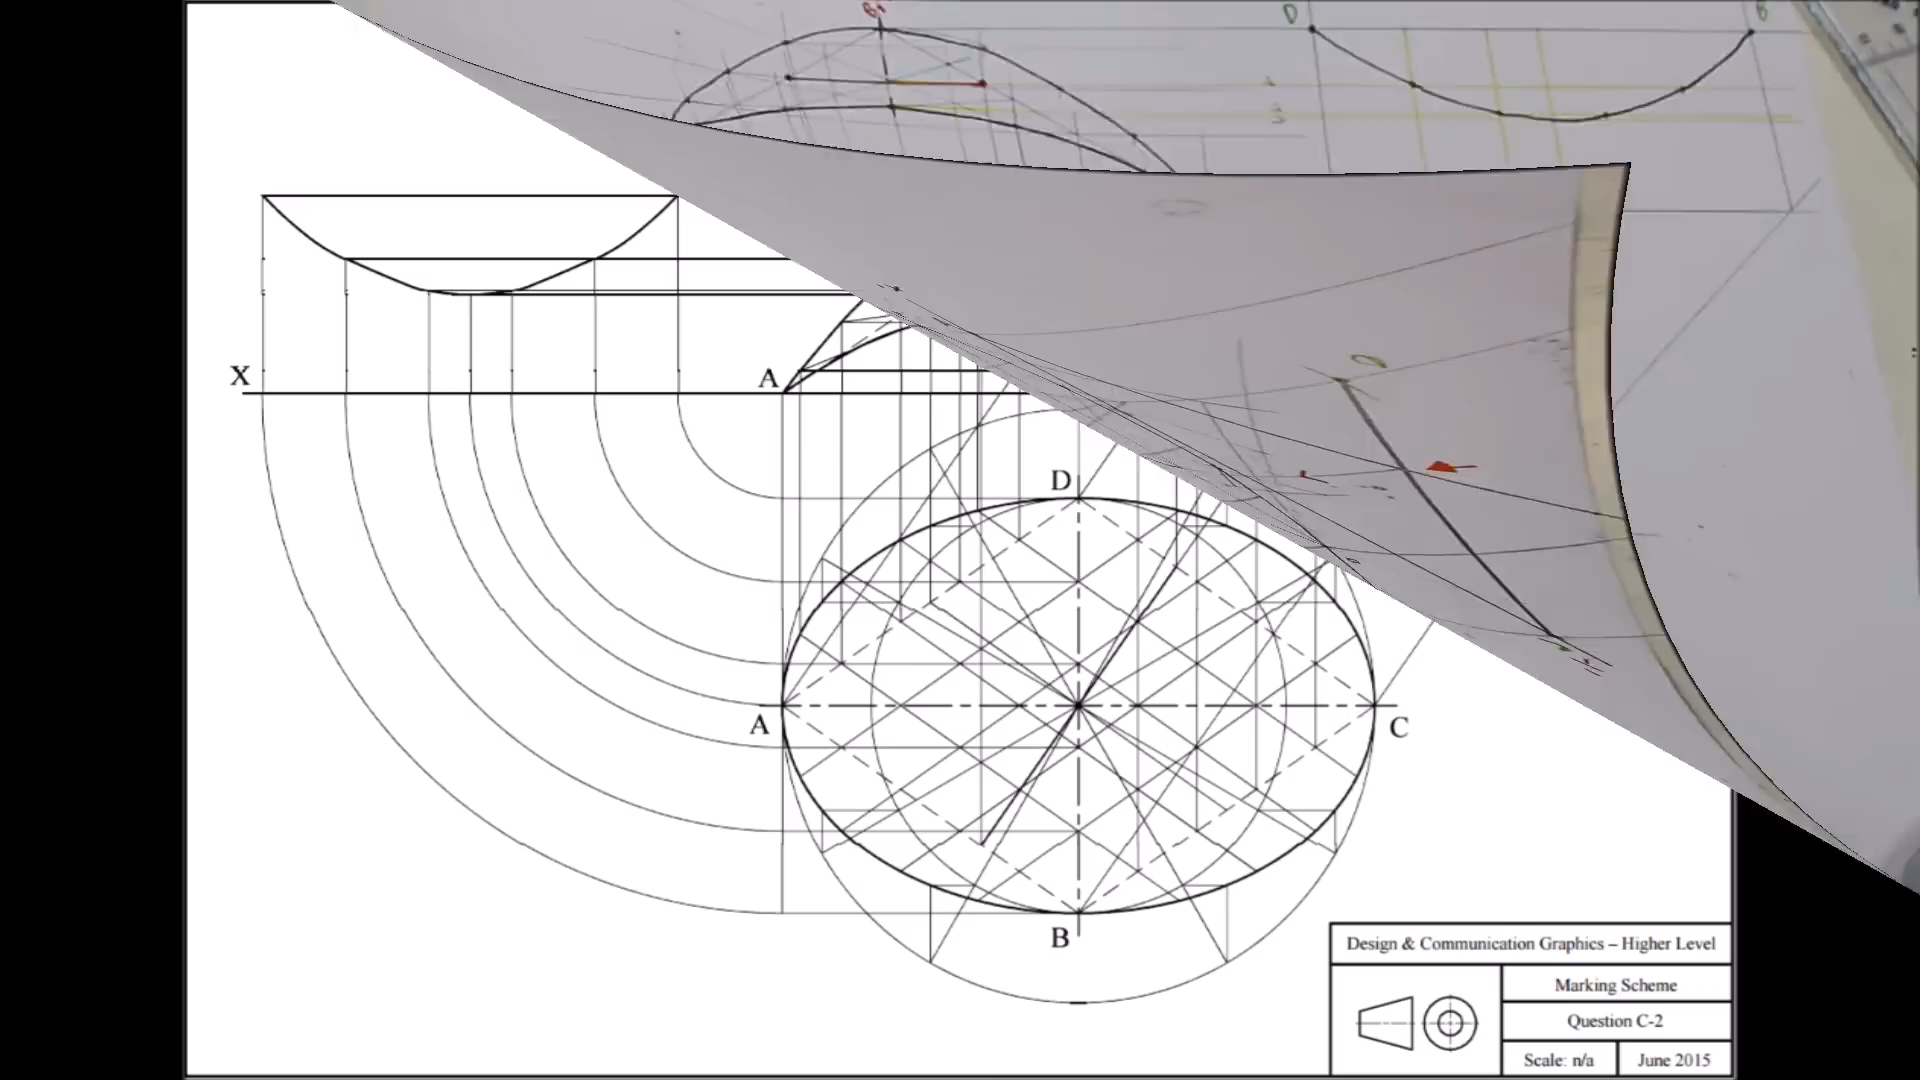 D
X
A
D
A
C
B
Design & Communication Graphics – Higher Level
Marking Scheme
Question C-2
Scale: n/a
June 2015